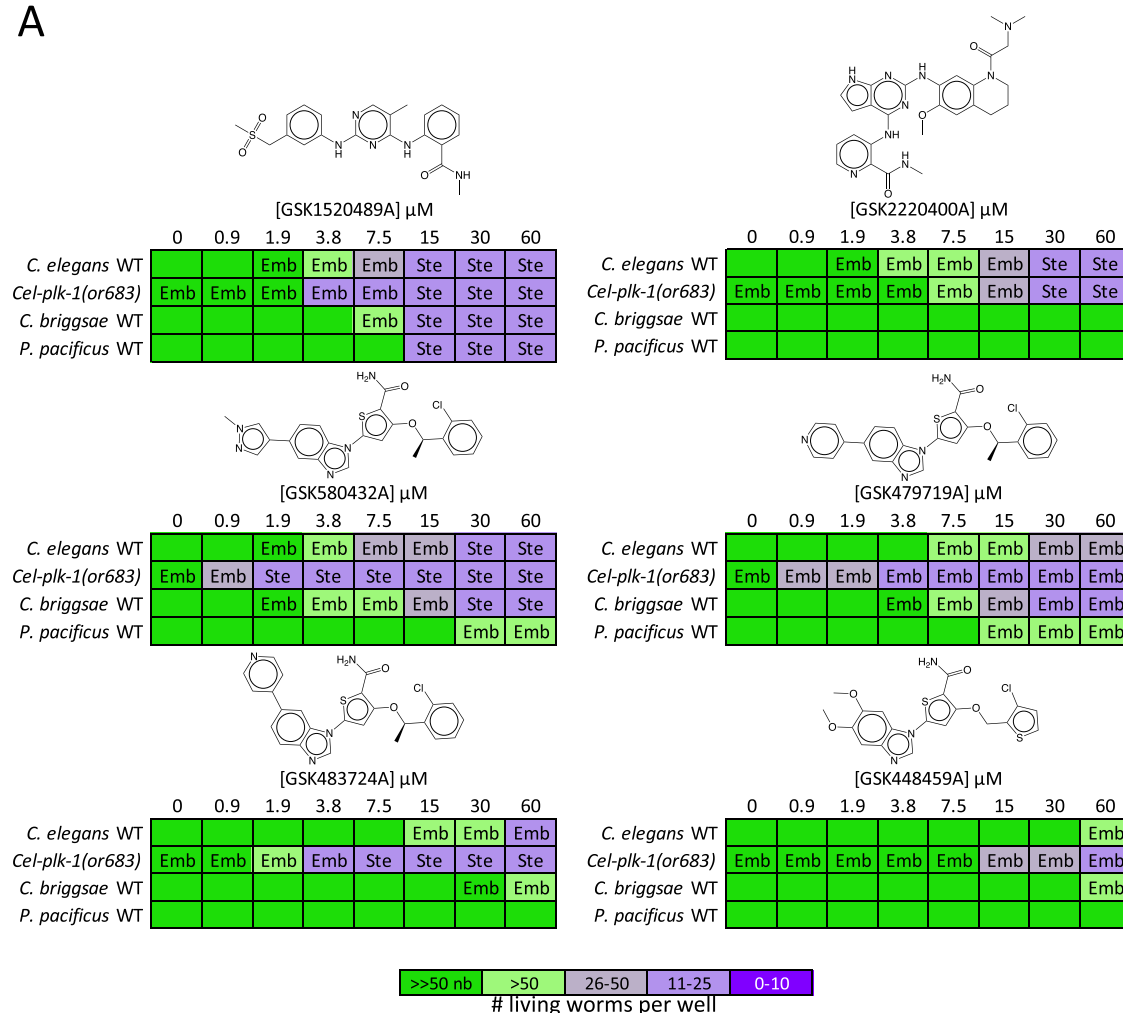 A
[GSK1520489A] µM
0 0.9 1.9 3.8 7.5 15 30 60
C. elegans WT Emb Emb Emb Ste Ste Ste
Cel-plk-1(or683) Emb Emb Emb Emb Emb Ste Ste Ste
C. briggsae WT Emb Ste Ste Ste
P. pacificus WT Ste Ste Ste
[GSK2220400A] µM
0 0.9 1.9 3.8 7.5 15 30 60
C. elegans WT Emb Emb Emb Emb Ste Ste
Cel-plk-1(or683) Emb Emb Emb Emb Emb Emb Ste Ste
C. briggsae WT
P. pacificus WT
[GSK580432A] µM
0 0.9 1.9 3.8 7.5 15 30 60
C. elegans WT Emb Emb Emb Emb Ste Ste
Cel-plk-1(or683) Emb Emb Ste Ste Ste Ste Ste Ste
C. briggsae WT Emb Emb Emb Emb Ste Ste
P. pacificus WT Emb Emb
[GSK479719A] µM
0 0.9 1.9 3.8 7.5 15 30 60
C. elegans WT Emb Emb Emb Emb
Cel-plk-1(or683) Emb Emb Emb Emb Emb Emb Emb Emb
C. briggsae WT Emb Emb Emb Emb Emb
P. pacificus WT Emb Emb Emb
[GSK483724A] µM
0 0.9 1.9 3.8 7.5 15 30 60
C. elegans WT Emb Emb Emb
Cel-plk-1(or683) Emb Emb Emb Emb Ste Ste Ste Ste
C. briggsae WT Emb Emb
P. pacificus WT
[GSK448459A] µM
0 0.9 1.9 3.8 7.5 15 30 60
C. elegans WT Emb
Cel-plk-1(or683) Emb Emb Emb Emb Emb Emb Emb Emb
C. briggsae WT Emb
P. pacificus WT
>>50 nb >50 26-50 11-25 0-10
# living worms per well